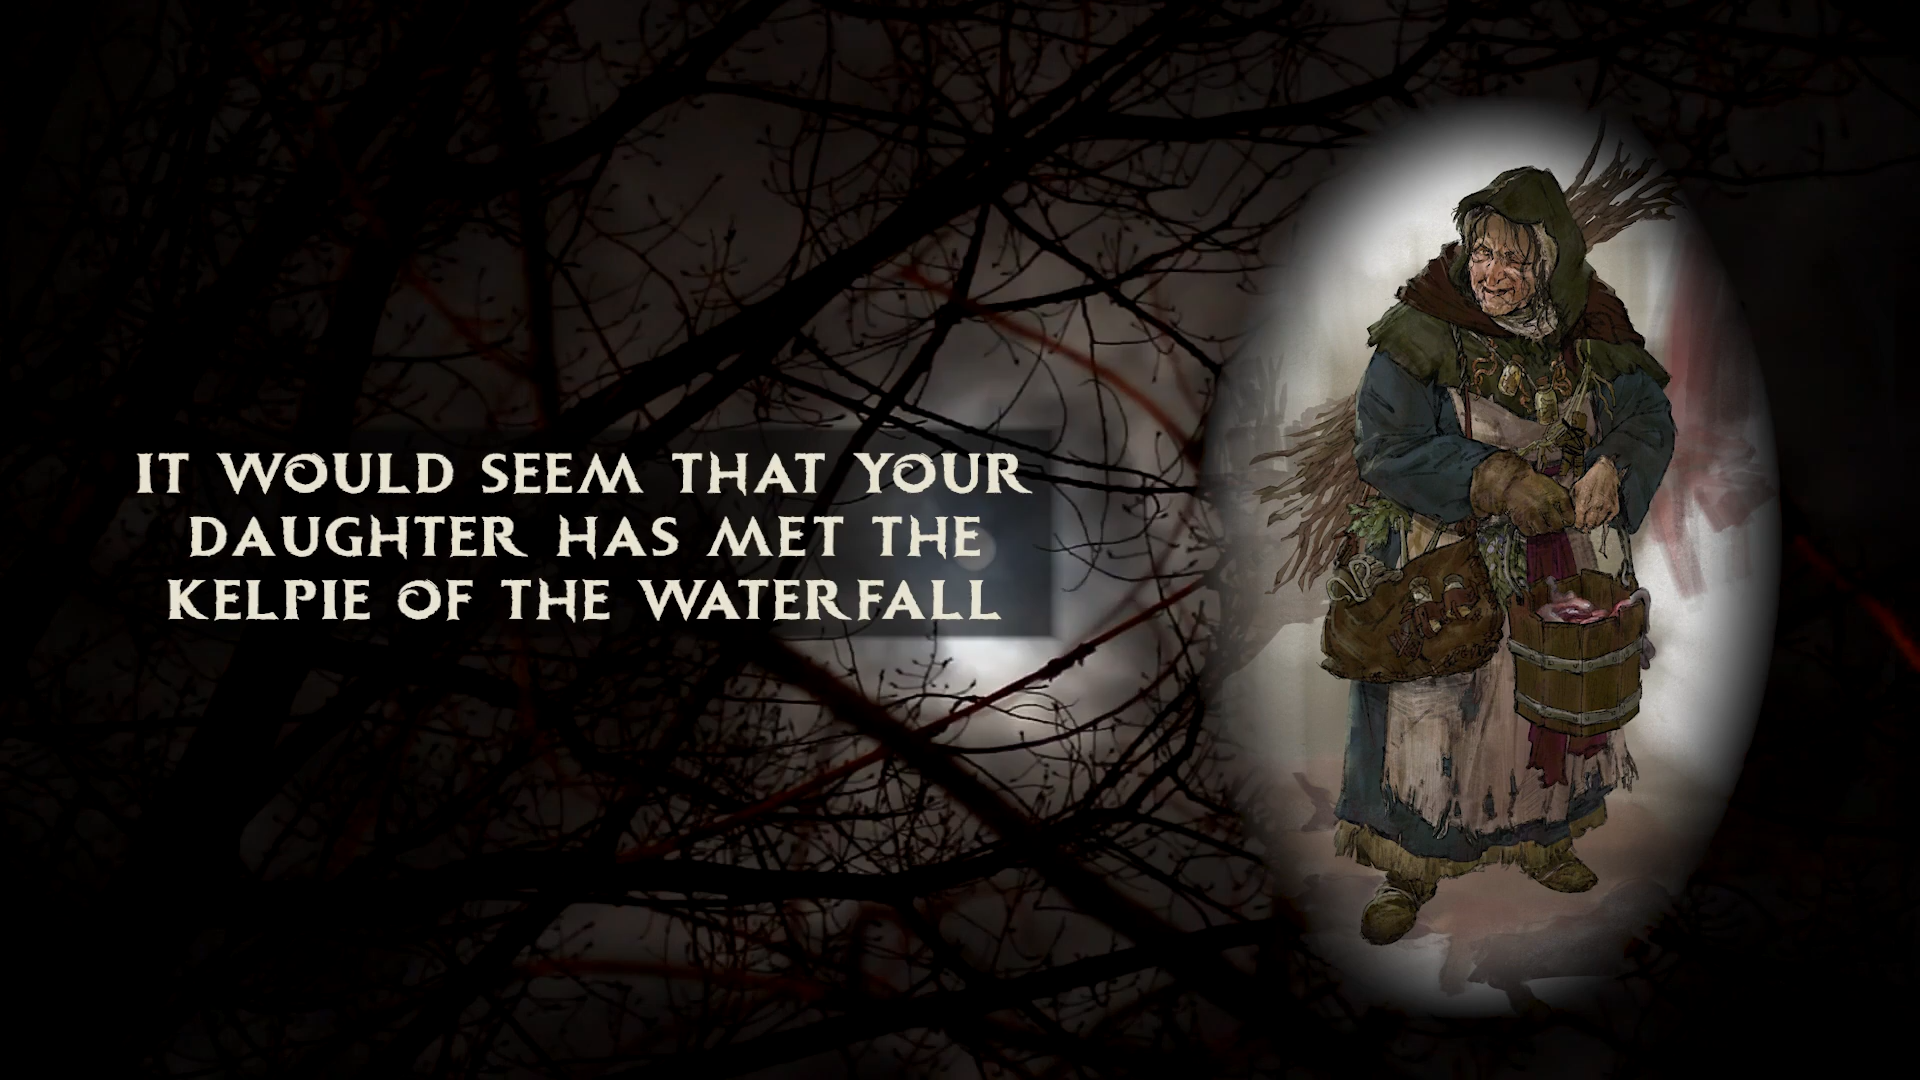 IT WOULD SEEM THAT YOUR
DAUGHTER HAS MET THE
KELPIE OF THE WATERFALL